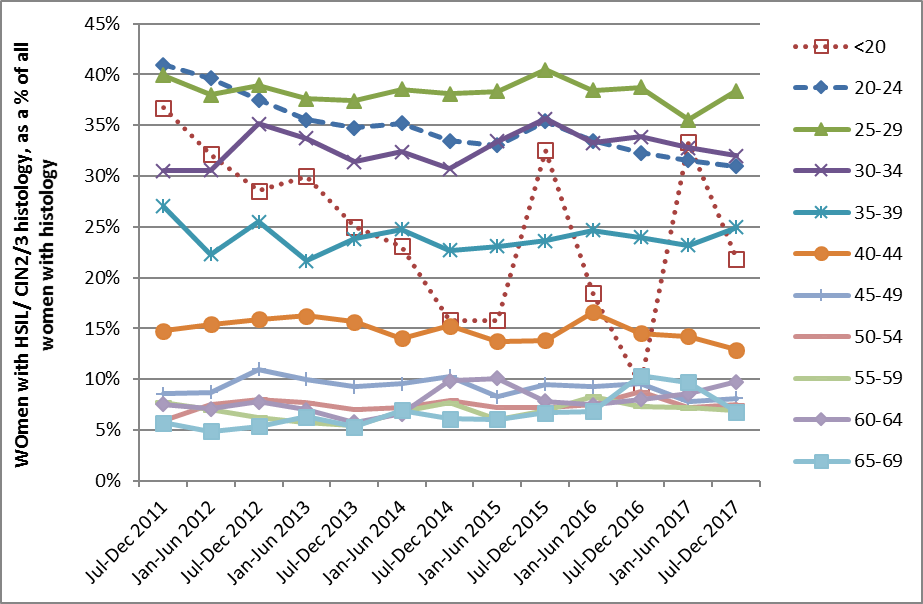 WOmen with HSIL/ CIN2/3 histology, as a % of all
women with histology
45%
40%
35%
30%
25%
20%
15%
10%
5%
0%
Jul-Dec 2011
Jan-Jun 2012
Jul-Dec 2012
Jan-Jun 2013
Jul-Dec 2013
Jan-Jun 2014
Jul-Dec 2014
Jan-Jun 2015
Jul-Dec 2015
Jan-Jun 2016
Jul-Dec 2016
Jan-Jun 2017
Jul-Dec 2017
<20
20-24
25-29
30-34
35-39
40-44
45-49
50-54
55-59
60-64
65-69